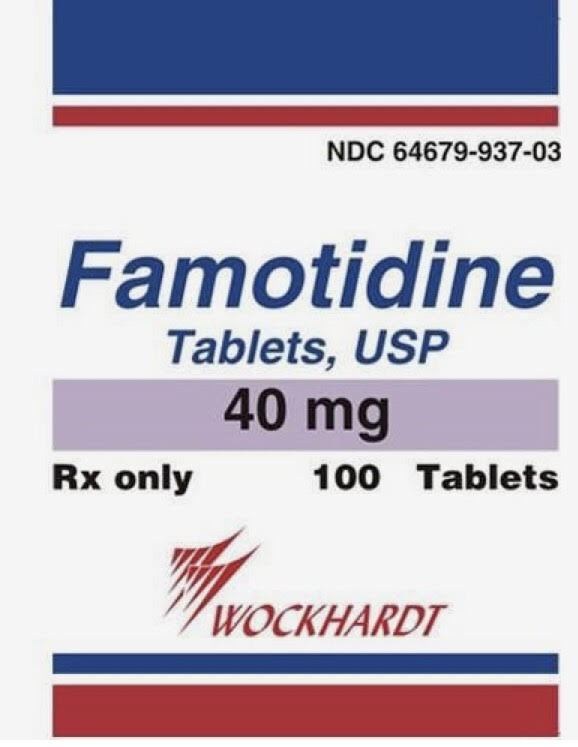 NDC 64679-937-03
Famotidine
Tablets, USP
40 mg
Rx only 100 Tablets
WOCKHARDT